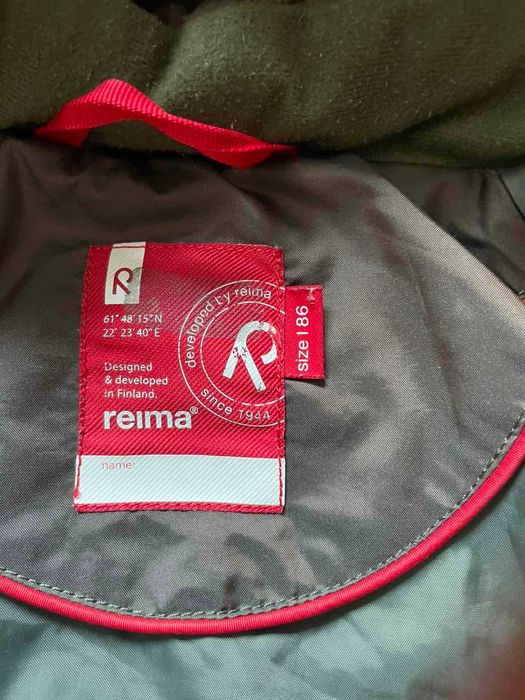 R
61° 48' 15" N
22° 23' 40" E
Designed
& developed
in Finland.
reima®
name:
developed by reima
R
since 1944
size | 86